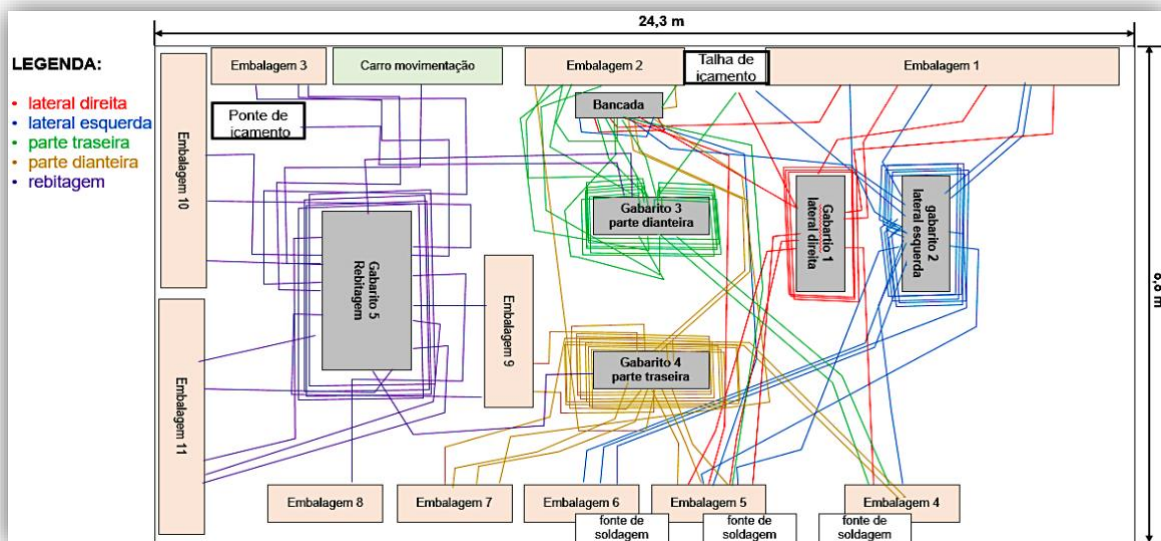 24,3 m
LEGENDA:
• lateral direita
• lateral esquerda
• parte traseira
• parte dianteira
• rebitagem
Embalagem 3
Carro movimentação
Embalagem 2
Talha de
içamento
Embalagem 1
Ponte de
içamento
Bancada
Embalagem 10
Gabarito 3
parte dianteira
Gabartio 1
lateral direita
gabarito 2
lateral esquerda
Gabarito 5
Rebitagem
Embalagem 9
Gabarito 4
parte traseira
Embalagem 11
Embalagem 8
Embalagem 7
Embalagem 6
Embalagem 5
Embalagem 4
fonte de
soldagem
fonte de
soldagem
fonte de
soldagem